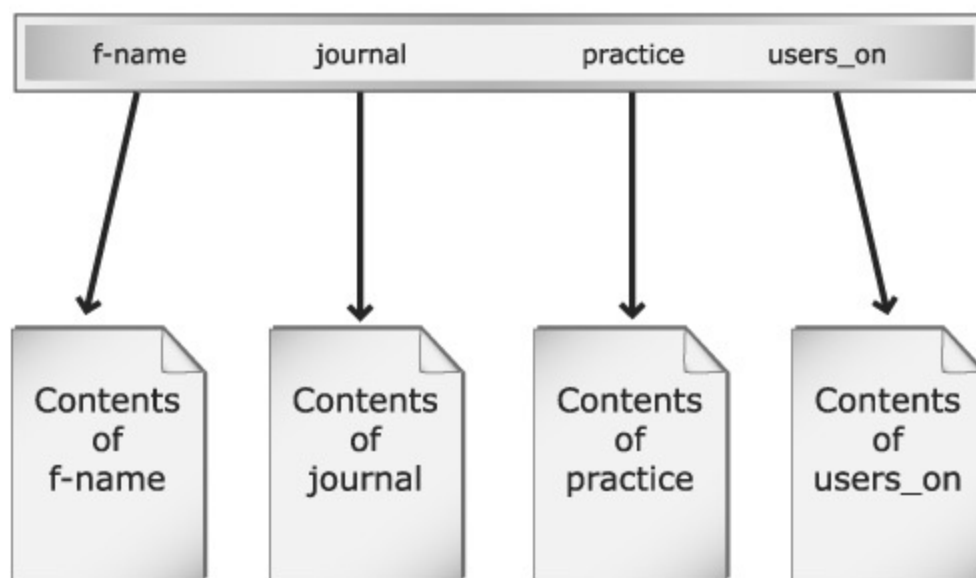 f-name journal practice users_on
Contents
of
f-name
Contents
of
journal
Contents
of
practice
Contents
of
users_on